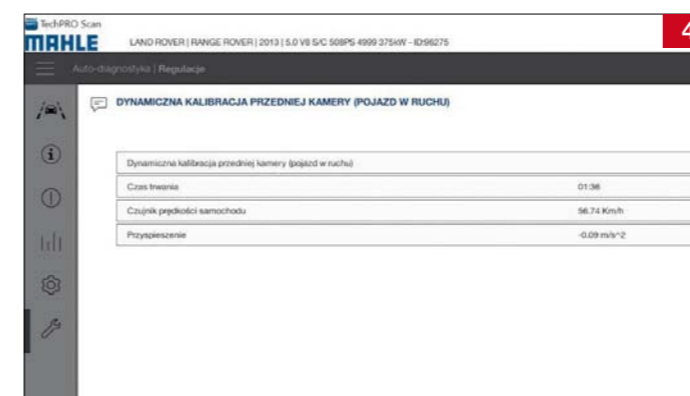 TechPRO Scan
MAHLE
LAND ROVER | RANGE ROVER | 2013 | 5.0 V8 S/C 508PS 4999 375kW - ID:96275
4
Auto-diagnostyka | Regulacje
DYNAMICZNA KALIBRACJA PRZEDNIEJ KAMERY (POJAZD W RUCHU)
Dynamiczna kalibracja przedniej kamery (pojazd w ruchu)
Czas trwania 01:36
Czujnik prędkości samochodu 56.74 Km/h
Przyspieszenie -0.09 m/s^2